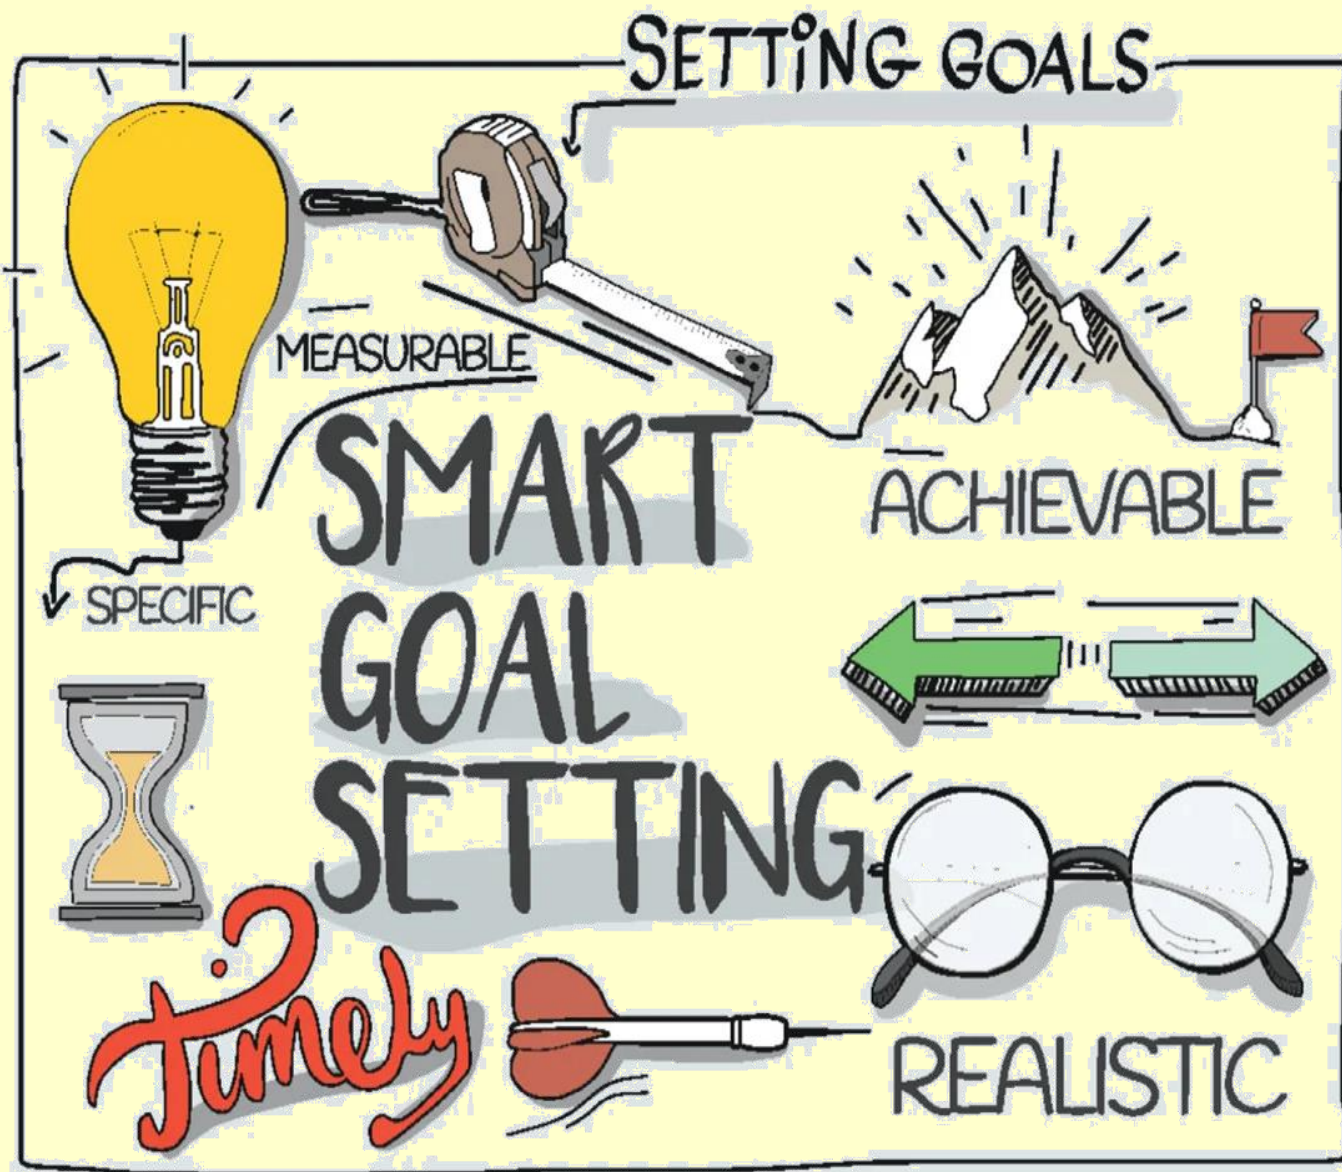 SETTING GOALS
MEASURABLE
SMART
GOAL
SETTING
ACHIEVABLE
SPECIFIC
Timely
REALISTIC